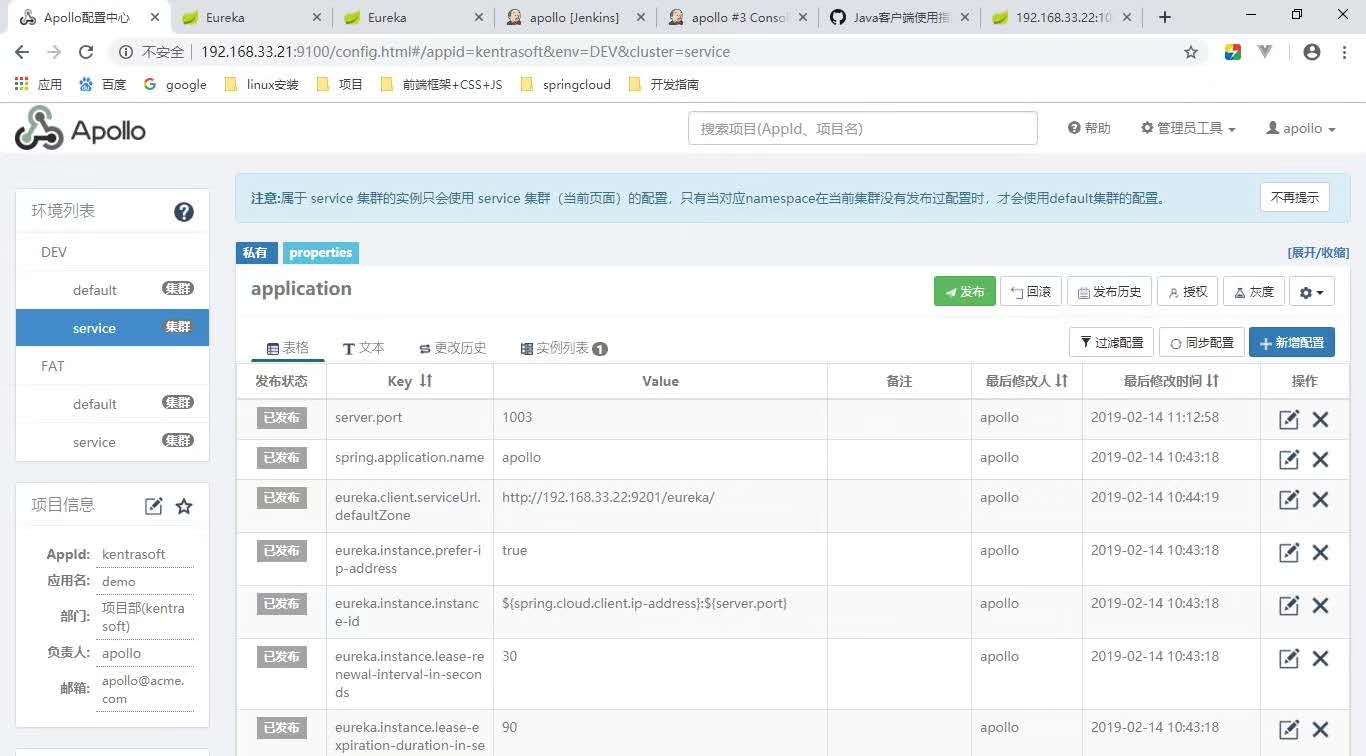 Apollo配置中心
Eureka
Eureka
apollo [Jenkins]
apollo #3 Conso
Java客户端使用指
192.168.33.22:10
不安全
192.168.33.21:9100/config.html#/appid=kentrasoft&env=DEV&cluster=service
应用
百度
google
linux安装
项目
前端框架+CSS+JS
springcloud
开发指南
Apollo
搜索项目(AppId、项目名)
帮助
管理员工具
apollo
环境列表
DEV
default 集群
service 集群
FAT
default 集群
service 集群
项目信息
AppId: kentrasoft
应用名: demo
部门: 项目部(kentra
soft)
负责人: apollo
邮箱: apollo@acme.
com
注意:属于 service 集群的实例只会使用 service 集群（当前页面）的配置，只有当对应namespace在当前集群没有发布过配置时，才会使用default集群的配置。
不再提示
私有 properties
[展开/收缩]
application
发布
回滚
发布历史
授权
灰度
表格
文本
更改历史
实例列表 1
过滤配置
同步配置
新增配置
发布状态 Key Value 备注 最后修改人 最后修改时间 操作
已发布 server.port 1003 apollo 2019-02-14 11:12:58
已发布 spring.application.name apollo apollo 2019-02-14 10:43:18
已发布 eureka.client.serviceUrl. http://192.168.33.22:9201/eureka/ apollo 2019-02-14 10:44:19
defaultZone
已发布 eureka.instance.prefer-i true apollo 2019-02-14 10:43:18
p-address
已发布 eureka.instance.instanc ${spring.cloud.client.ip-address}:${server.port} apollo 2019-02-14 10:43:18
e-id
已发布 eureka.instance.lease-re 30 apollo 2019-02-14 10:43:18
newal-interval-in-secon
ds
已发布 eureka.instance.lease-e 90 apollo 2019-02-14 10:43:18
xpiration-duration-in-se